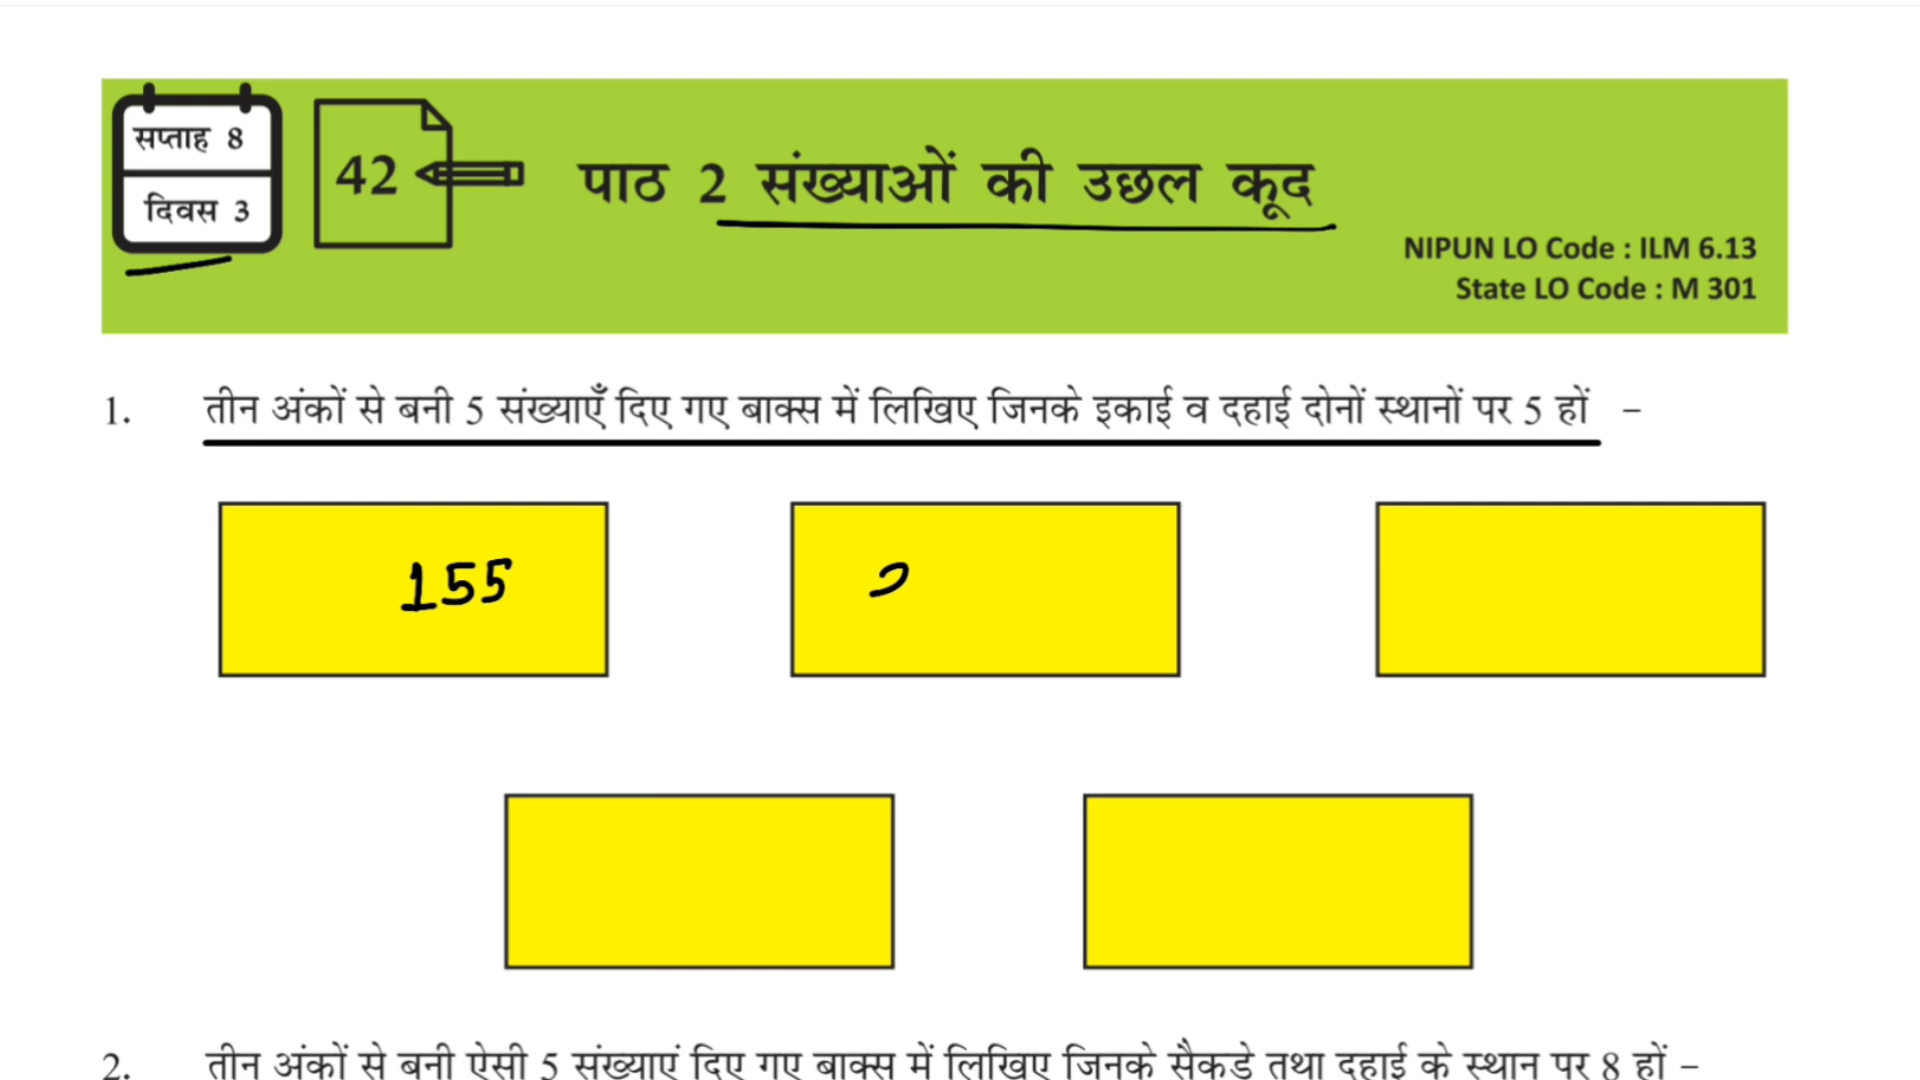 सप्ताह 8
दिवस 3
42
पाठ 2 संख्याओं की उछल कूद
NIPUN LO Code : ILM 6.13
State LO Code : M 301
1. तीन अंकों से बनी 5 संख्याएँ दिए गए बाक्स में लिखिए जिनके इकाई व दहाई दोनों स्थानों पर 5 हों –
155
2. तीन अंकों से बनी ऐसी 5 संख्याएं दिए गए बाक्स में लिखिए जिनके सैकडे तथा दहाई के स्थान पर 8 हों –